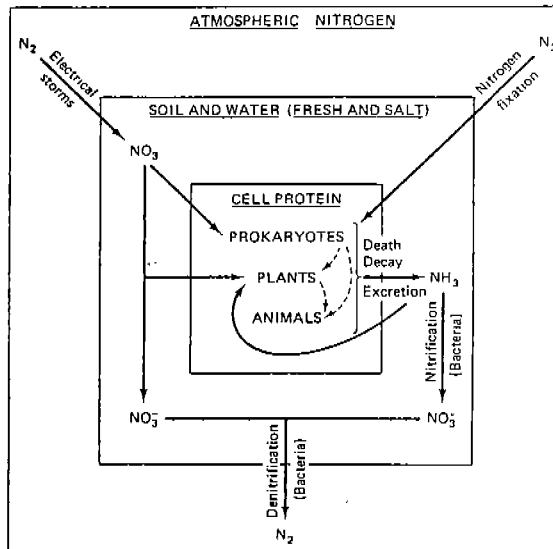 ATMOSPHERIC NITROGEN
N₂
N₂
Electrical
storms
Nitrogen
fixation
SOIL AND WATER (FRESH AND SALT)
NO₃
CELL PROTEIN
PROKARYOTES
Death
Decay
PLANTS
NH₃
Excretion
ANIMALS
Nitrification
(Bacteria)
NO₃⁻
NO₃⁻
Denitrification
(Bacteria)
N₂